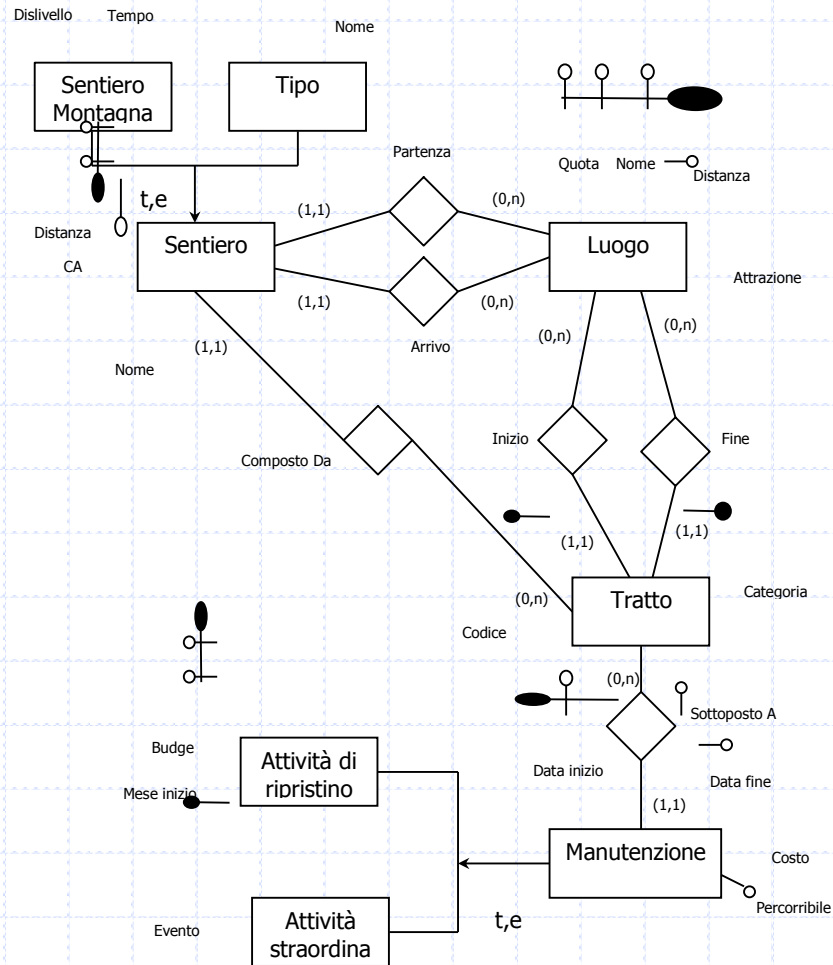 Dislivello
Tempo
Nome
Sentiero
Montagna
Tipo
Partenza
Quota
Nome
Distanza
t,e
(1,1)
(0,n)
Distanza
Sentiero
Luogo
CA
Attrazione
(1,1)
(0,n)
(0,n)
(0,n)
(1,1)
Arrivo
Nome
Inizio
Fine
Composto Da
(1,1)
(1,1)
(0,n)
Tratto
Categoria
Codice
(0,n)
Sottoposto A
Budge
Attività di
ripristino
Data inizio
Data fine
Mese inizio
(1,1)
Manutenzione
Costo
Percorribile
Evento
Attività
straordina
t,e